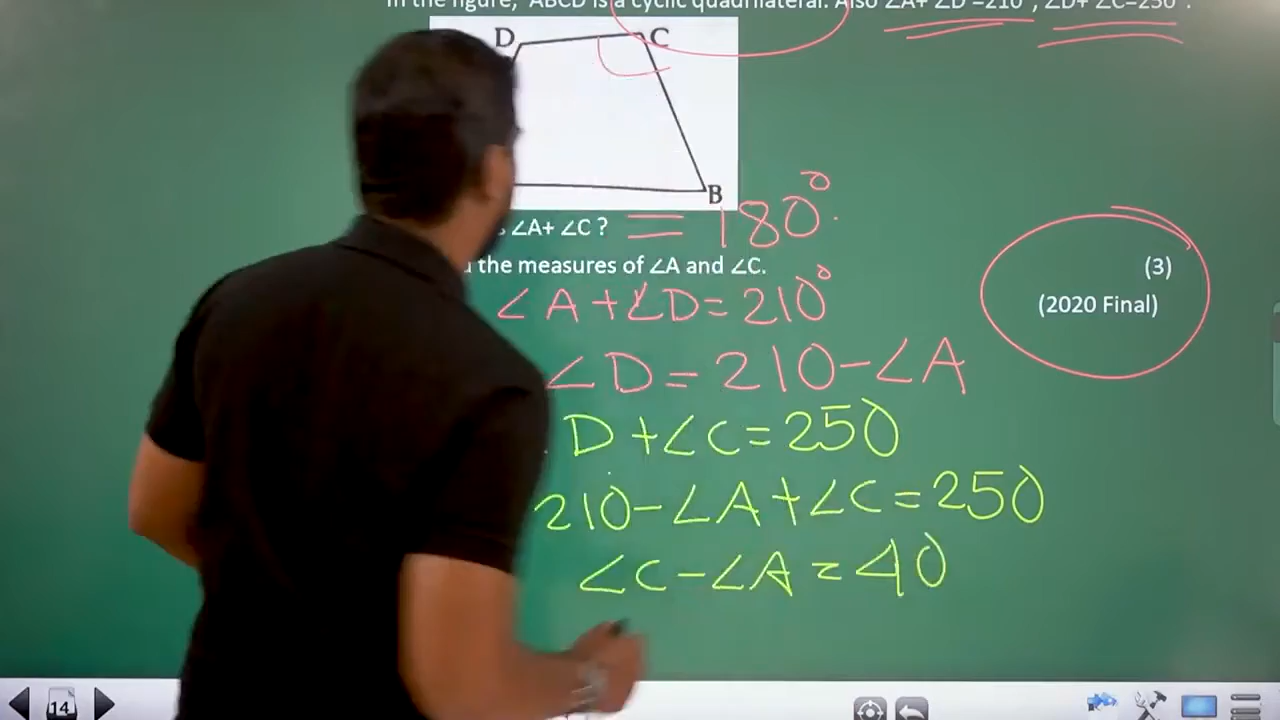 In the figure, ABCD is a cyclic quadrilateral. Also ∠A+ ∠D =210°, ∠D+ ∠C=250°.
D
C
B
∠A+ ∠C ?
= 180°.
the measures of ∠A and ∠C.
(3)
(2020 Final)
∠A+∠D=210°
∠D=210-∠A
D+∠C=250
210-∠A+∠C=250
∠C-∠A=40
14